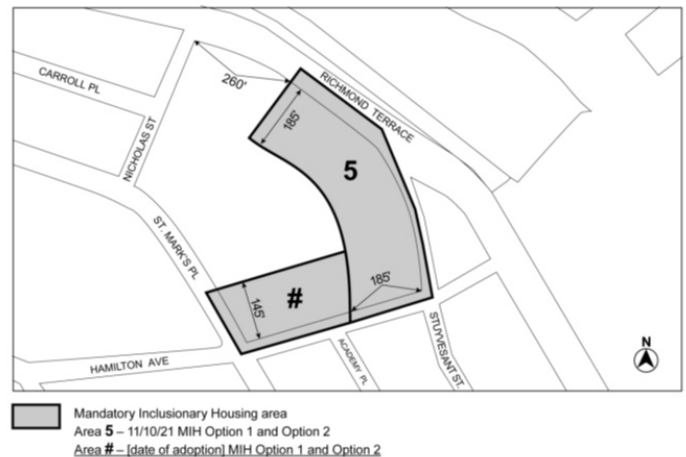 CARROLL PL
NICHOLAS ST
260'
RICHMOND TERRACE
185'
5
ST. MARK'S PL
145'
#
185'
HAMILTON AVE
ACADEMY PL
STUYVESANT ST.
N
Mandatory Inclusionary Housing area
Area 5 – 11/10/21 MIH Option 1 and Option 2
Area # – [date of adoption] MIH Option 1 and Option 2